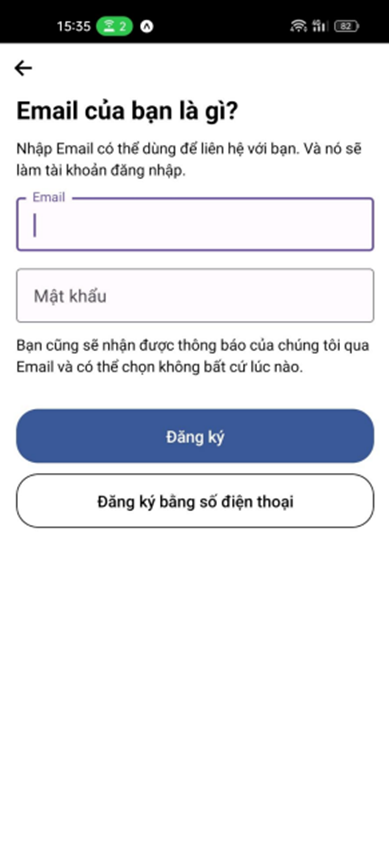 15:35 2 4G 82
Email của bạn là gì?
Nhập Email có thể dùng để liên hệ với bạn. Và nó sẽ
làm tài khoản đăng nhập.
Email
Mật khẩu
Bạn cũng sẽ nhận được thông báo của chúng tôi qua
Email và có thể chọn không bất cứ lúc nào.
Đăng ký
Đăng ký bằng số điện thoại